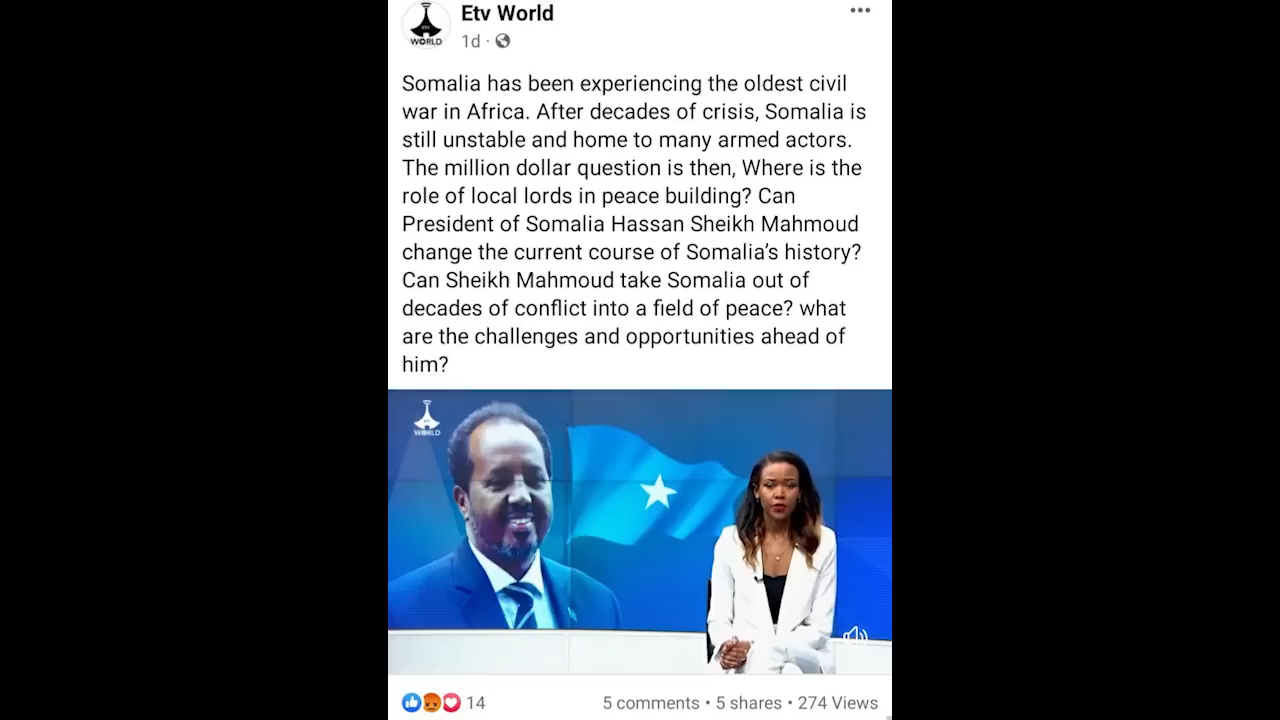 Etv World
1d ·
WORLD
Somalia has been experiencing the oldest civil
war in Africa. After decades of crisis, Somalia is
still unstable and home to many armed actors.
The million dollar question is then, Where is the
role of local lords in peace building? Can
President of Somalia Hassan Sheikh Mahmoud
change the current course of Somalia's history?
Can Sheikh Mahmoud take Somalia out of
decades of conflict into a field of peace? what
are the challenges and opportunities ahead of
him?
WORLD
14
5 comments • 5 shares • 274 Views